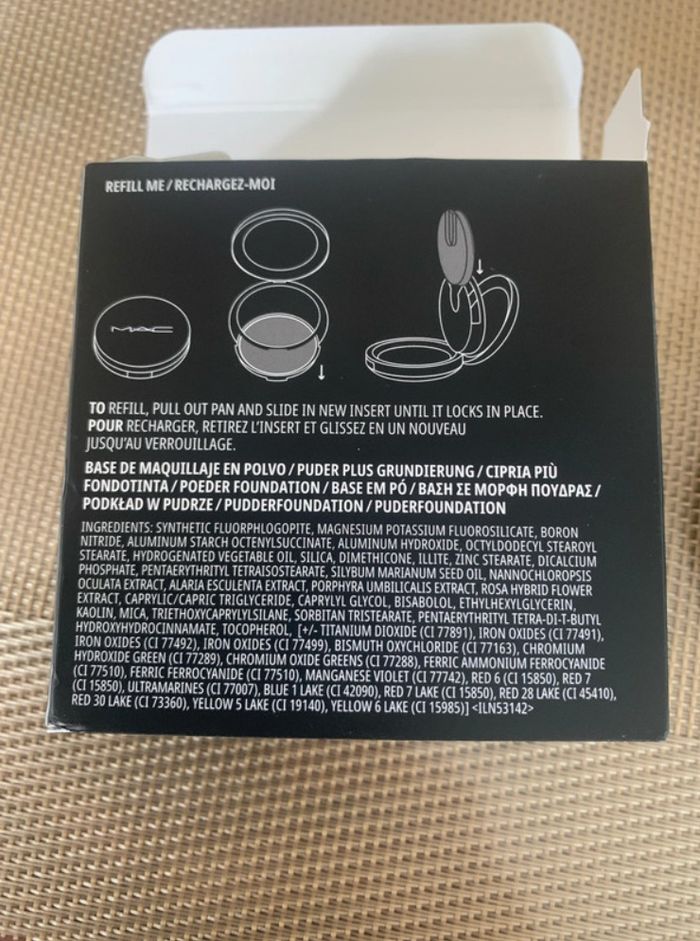 REFILL ME / RECHARGEZ-MOI
MAC
TO REFILL, PULL OUT PAN AND SLIDE IN NEW INSERT UNTIL IT LOCKS IN PLACE.
POUR RECHARGER, RETIREZ L'INSERT ET GLISSEZ EN UN NOUVEAU
JUSQU'AU VERROUILLAGE.
BASE DE MAQUILLAJE EN POLVO / PUDER PLUS GRUNDIERUNG / CIPRIA PIÙ
FONDOTINTA / POEDER FOUNDATION / BASE EM PÓ / ΒΑΣΗ ΣΕ ΜΟΡΦΗ ΠΟΥΔΡΑΣ /
PODKŁAD W PUDRZE / PUDDERFOUNDATION / PUDERFOUNDATION
INGREDIENTS: SYNTHETIC FLUORPHLOGOPITE, MAGNESIUM POTASSIUM FLUOROSILICATE, BORON
NITRIDE, ALUMINUM STARCH OCTENYLSUCCINATE, ALUMINUM HYDROXIDE, OCTYLDODECYL STEAROYL
STEARATE, HYDROGENATED VEGETABLE OIL, SILICA, DIMETHICONE, ILLITE, ZINC STEARATE, DICALCIUM
PHOSPHATE, PENTAERYTHRITYL TETRAISOSTEARATE, SILYBUM MARIANUM SEED OIL, NANNOCHLOROPSIS
OCULATA EXTRACT, ALARIA ESCULENTA EXTRACT, PORPHYRA UMBILICALIS EXTRACT, ROSA HYBRID FLOWER
EXTRACT, CAPRYLIC/CAPRIC TRIGLYCERIDE, CAPRYLYL GLYCOL, BISABOLOL, ETHYLHEXYLGLYCERIN,
KAOLIN, MICA, TRIETHOXYCAPRYLYLSILANE, SORBITAN TRISTEARATE, PENTAERYTHRITYL TETRA-DI-T-BUTYL
HYDROXYHYDROCINNAMATE, TOCOPHEROL, [+/- TITANIUM DIOXIDE (CI 77891), IRON OXIDES (CI 77491),
IRON OXIDES (CI 77492), IRON OXIDES (CI 77499), BISMUTH OXYCHLORIDE (CI 77163), CHROMIUM
HYDROXIDE GREEN (CI 77289), CHROMIUM OXIDE GREENS (CI 77288), FERRIC AMMONIUM FERROCYANIDE
(CI 77510), FERRIC FERROCYANIDE (CI 77510), MANGANESE VIOLET (CI 77742), RED 6 (CI 15850), RED 7
(CI 15850), ULTRAMARINES (CI 77007), BLUE 1 LAKE (CI 42090), RED 7 LAKE (CI 15850), RED 28 LAKE (CI 45410),
RED 30 LAKE (CI 73360), YELLOW 5 LAKE (CI 19140), YELLOW 6 LAKE (CI 15985)] <ILN53142>